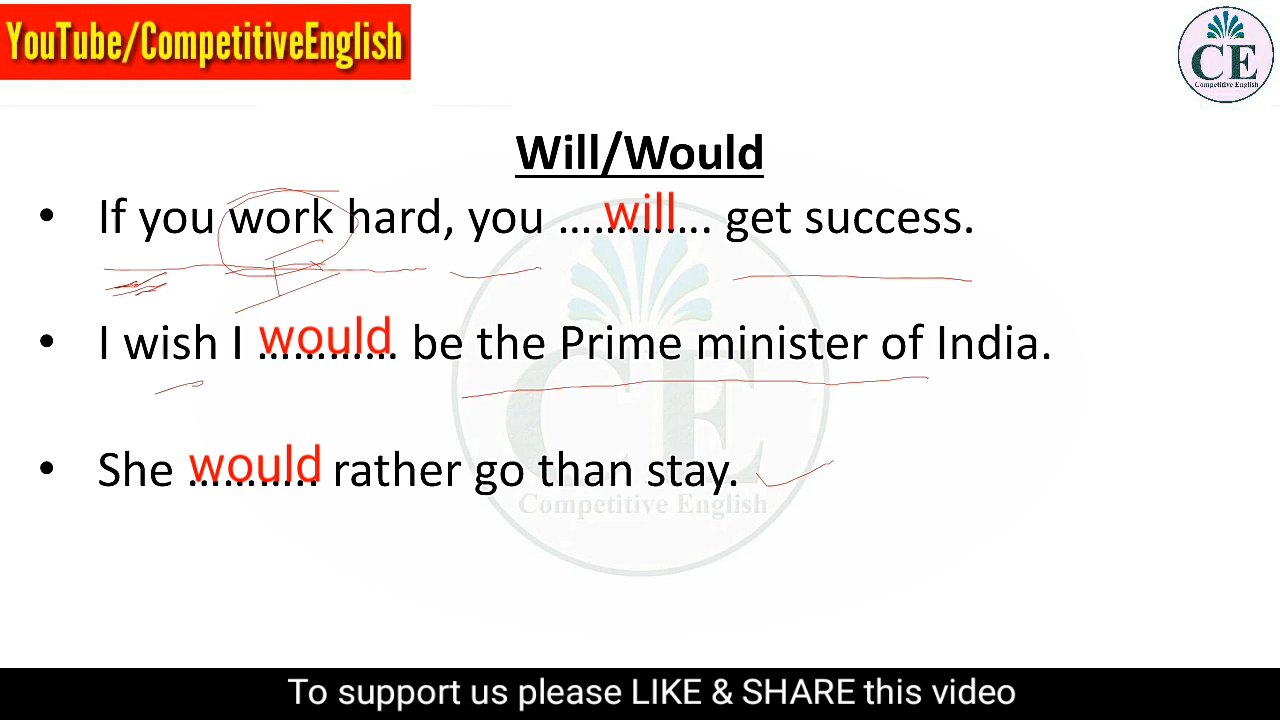 YouTube/CompetitiveEnglish
CE
Competitive English
Will/Would
• If you work hard, you ....will.... get success.
• I wish I ....would.... be the Prime minister of India.
• She ....would.... rather go than stay.
CE
Competitive English
To support us please LIKE & SHARE this video